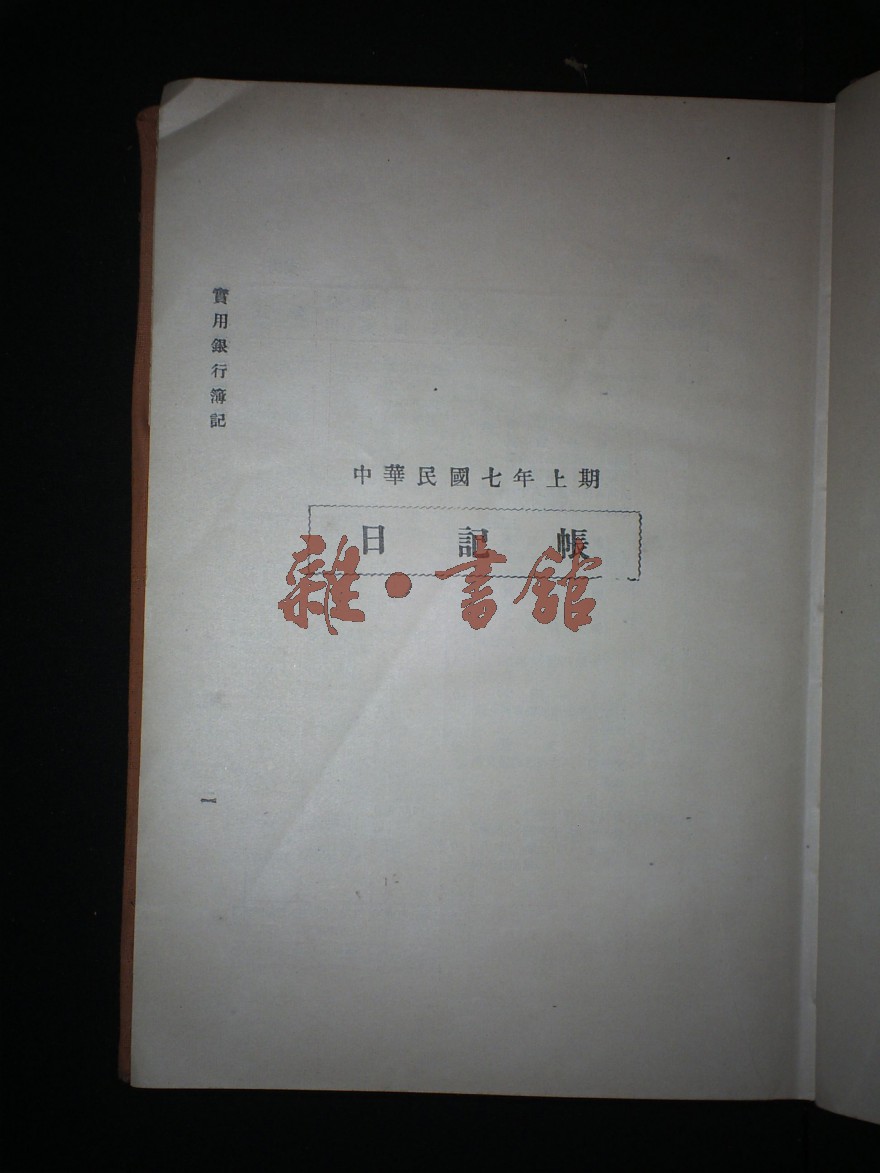 實用銀行簿記
中華民國七年上期
日記帳
雜·書館
一